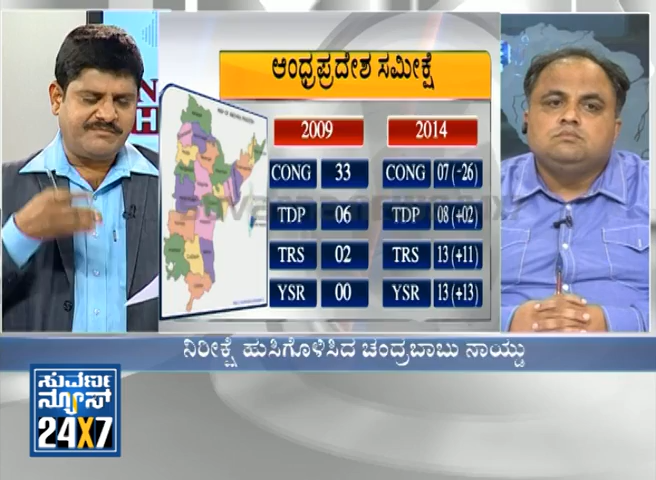 ಆಂಧ್ರಪ್ರದೇಶ ಸಮೀಕ್ಷೆ
2009 2014
CONG 33 CONG 07 (-26)
TDP 06 TDP 08 (+02)
TRS 02 TRS 13 (+11)
YSR 00 YSR 13 (+13)
ನಿರೀಕ್ಷೆ ಹುಸಿಗೊಳಿಸಿದ ಚಂದ್ರಬಾಬು ನಾಯ್ಡು
ಸುವರ್ಣ
ನ್ಯೂಸ್
24X7